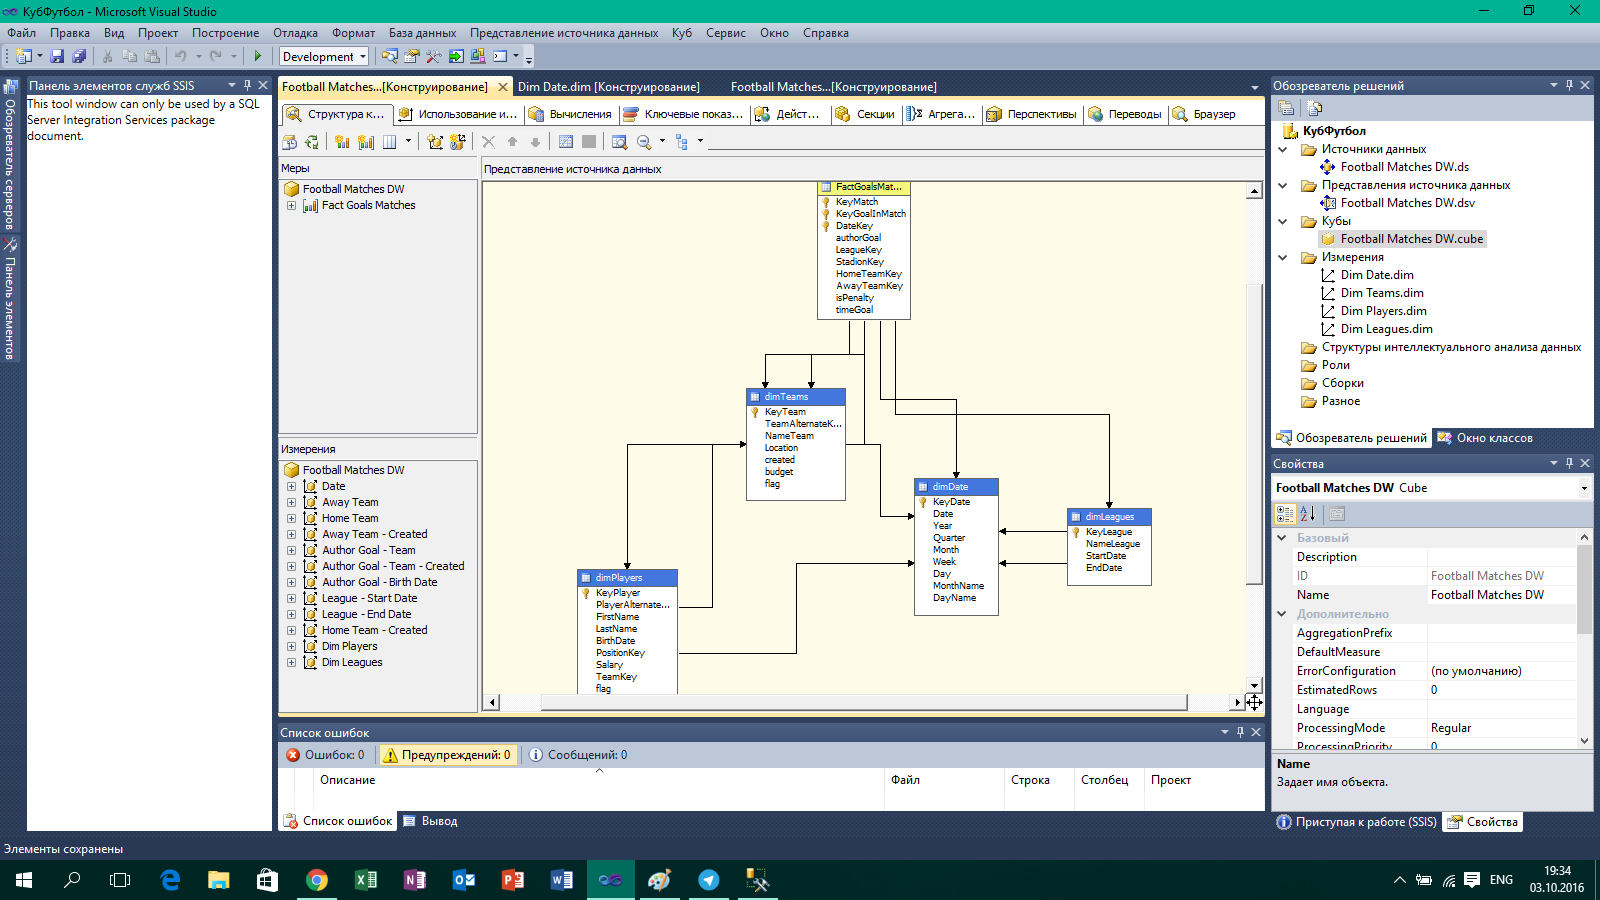 КубФутбол - Microsoft Visual Studio
Файл Правка Вид Проект Построение Отладка Формат База данных Представление источника данных Куб Сервис Окно Справка
Development
Обозреватель серверов
Панель элементов
Панель элементов служб SSIS
This tool window can only be used by a SQL
Server Integration Services package
document.
Football Matches...[Конструирование] Dim Date.dim [Конструирование] Football Matches...[Конструирование]
Структура к... Использование и... Вычисления Ключевые показ... Дейст... Секции Агрега... Перспективы Переводы Браузер
Меры
Football Matches DW
Fact Goals Matches
Измерения
Football Matches DW
Date
Away Team
Home Team
Away Team - Created
Author Goal - Team
Author Goal - Team - Created
Author Goal - Birth Date
League - Start Date
League - End Date
Home Team - Created
Dim Players
Dim Leagues
Представление источника данных
FactGoalsMat...
KeyMatch
KeyGoalInMatch
DateKey
authorGoal
LeagueKey
StadionKey
HomeTeamKey
AwayTeamKey
isPenalty
timeGoal
dimTeams
KeyTeam
TeamAlternateK...
NameTeam
Location
created
budget
flag
dimDate
KeyDate
Date
Year
Quarter
Month
Week
Day
MonthName
DayName
dimLeagues
KeyLeague
NameLeague
StartDate
EndDate
dimPlayers
KeyPlayer
PlayerAlternate...
FirstName
LastName
BirthDate
PositionKey
Salary
TeamKey
flag
Список ошибок
Ошибок: 0 Предупреждений: 0 Сообщений: 0
Описание Файл Строка Столбец Проект
Список ошибок Вывод
Обозреватель решений
КубФутбол
Источники данных
Football Matches DW.ds
Представления источника данных
Football Matches DW.dsv
Кубы
Football Matches DW.cube
Измерения
Dim Date.dim
Dim Teams.dim
Dim Players.dim
Dim Leagues.dim
Структуры интеллектуального анализа данных
Роли
Сборки
Разное
Обозреватель решений Окно классов
Свойства
Football Matches DW Cube
Базовый
Description
ID Football Matches DW
Name Football Matches DW
Дополнительно
AggregationPrefix
DefaultMeasure
ErrorConfiguration (по умолчанию)
EstimatedRows 0
Language
ProcessingMode Regular
ProcessingPriority 0
Name
Задает имя объекта.
Приступая к работе (SSIS) Свойства
Элементы сохранены
ENG
19:34
03.10.2016